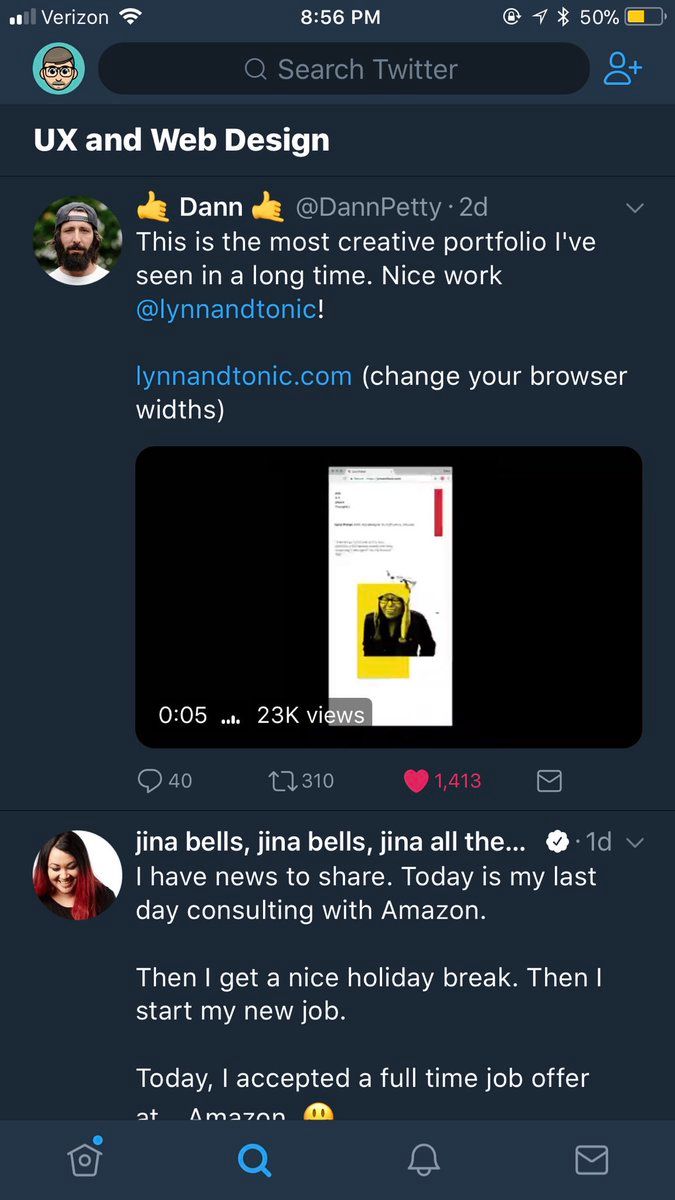 Verizon 8:56 PM 50%
Search Twitter
UX and Web Design
🤙 Dann 🤙 @DannPetty · 2d
This is the most creative portfolio I've
seen in a long time. Nice work
@lynnandtonic!
lynnandtonic.com (change your browser
widths)
0:05 23K views
40 310 1,413
jina bells, jina bells, jina all the... · 1d
I have news to share. Today is my last
day consulting with Amazon.
Then I get a nice holiday break. Then I
start my new job.
Today, I accepted a full time job offer
at... Amazon. 🙂